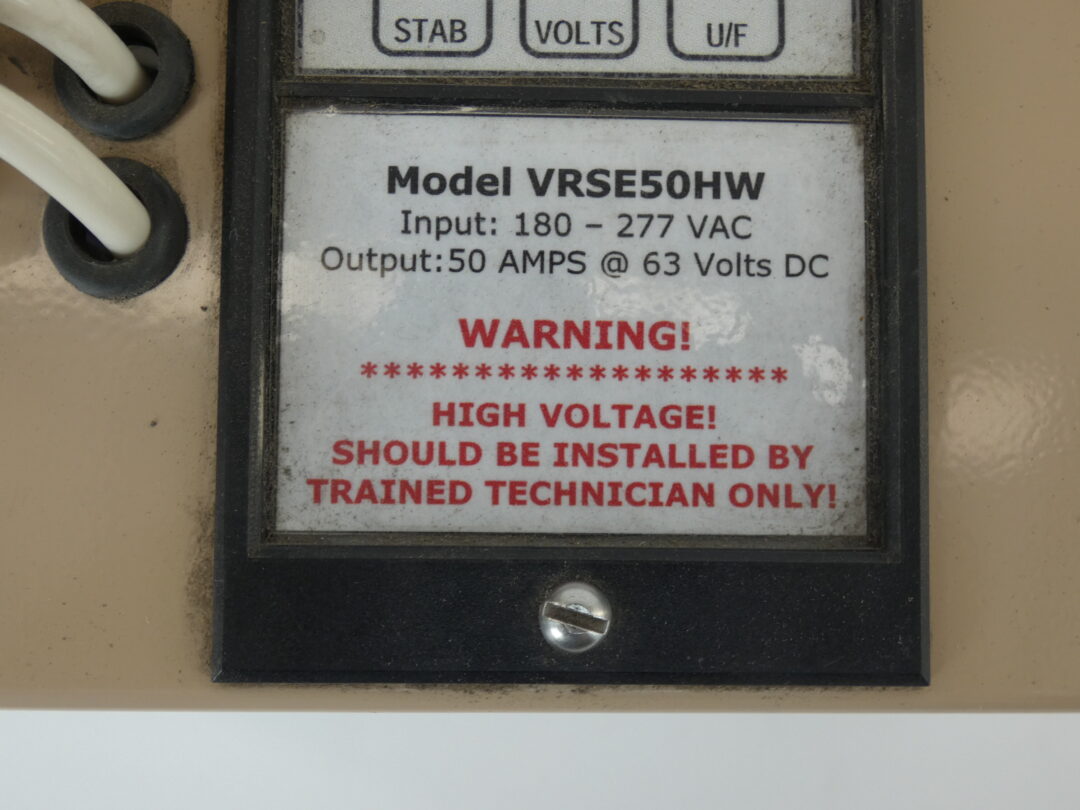 STAB VOLTS U/F
Model VRSE50HW
Input: 180 – 277 VAC
Output:50 AMPS @ 63 Volts DC
WARNING!
*******************
HIGH VOLTAGE!
SHOULD BE INSTALLED BY
TRAINED TECHNICIAN ONLY!